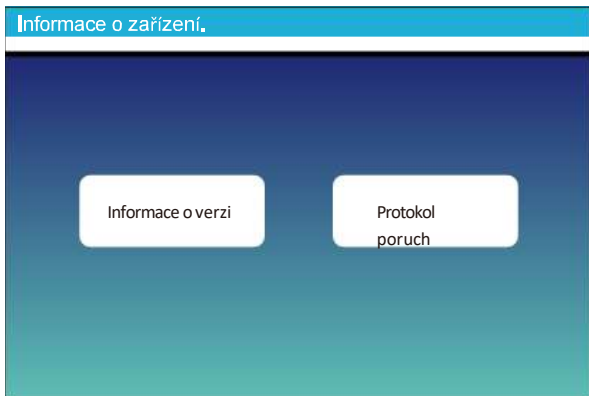 Informace o zařízení.
Informace o verzi
Protokol
poruch